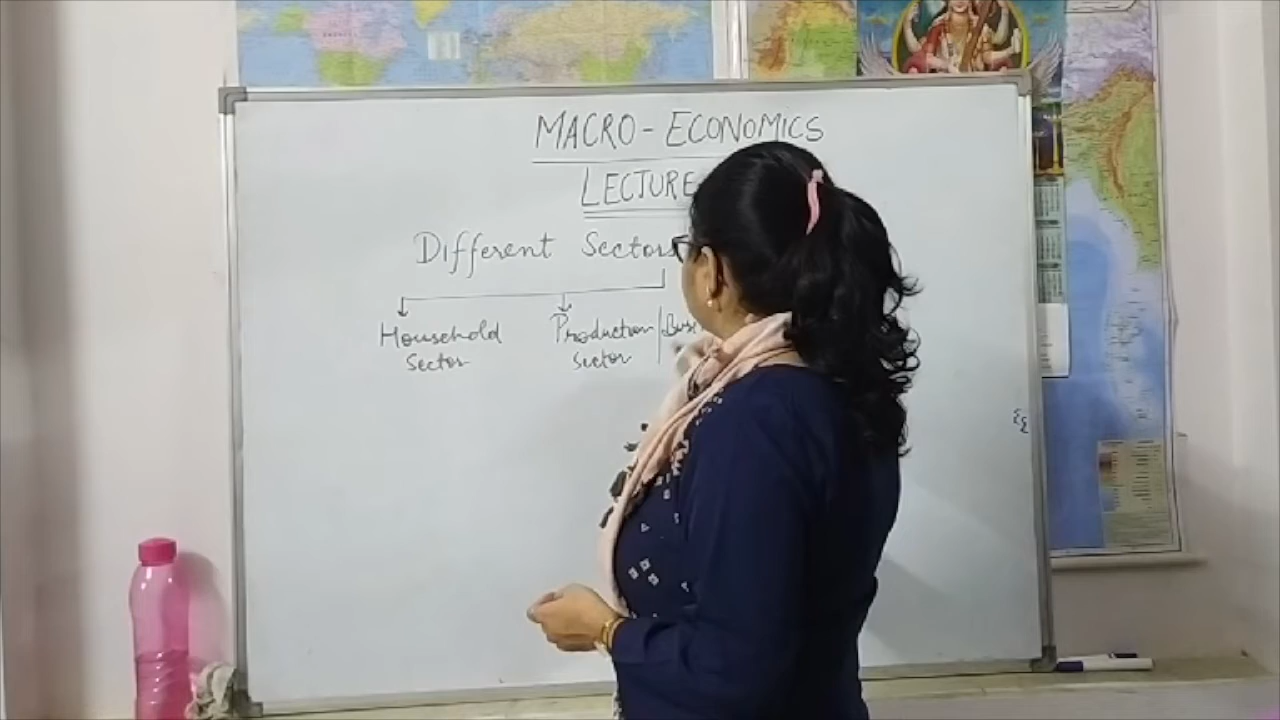 MACRO-ECONOMICS
LECTURE
Different Sectors
Household Production/
Sector Sector